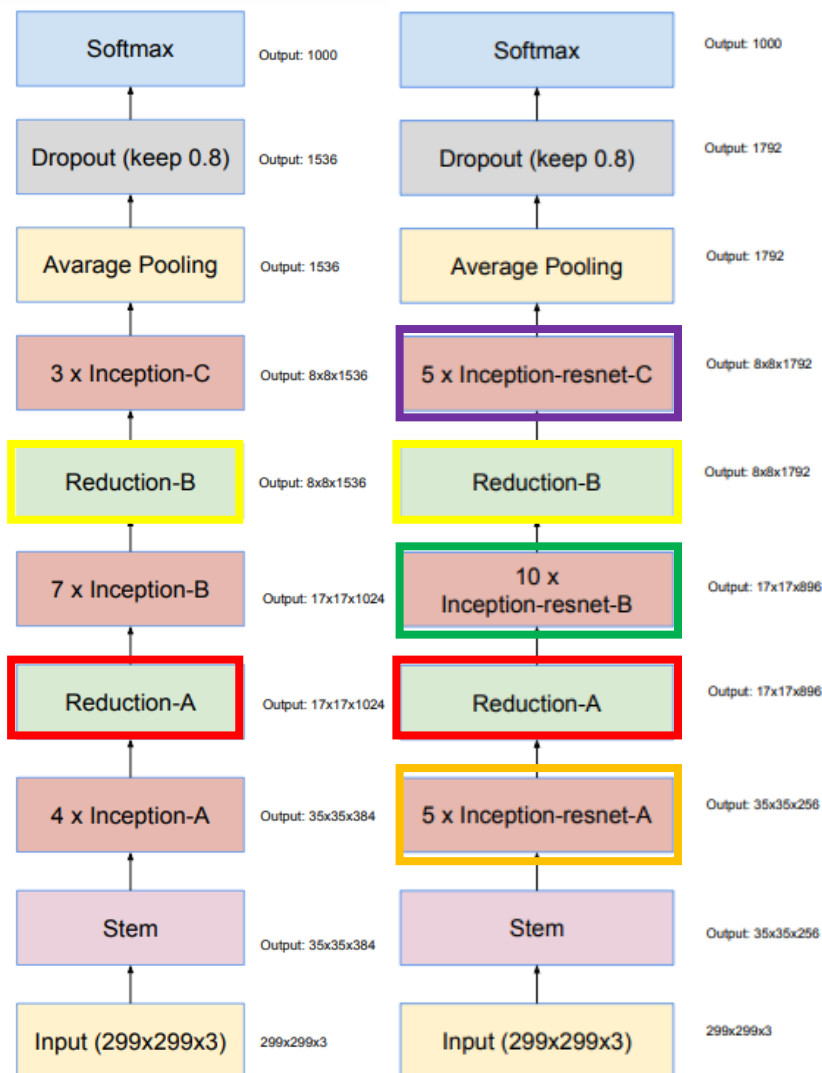 Softmax
Output: 1000
Dropout (keep 0.8)
Output: 1536
Avarage Pooling
Output: 1536
3 x Inception-C
Output: 8x8x1536
Reduction-B
Output: 8x8x1536
7 x Inception-B
Output: 17x17x1024
Reduction-A
Output: 17x17x1024
4 x Inception-A
Output: 35x35x384
Stem
Output: 35x35x384
Input (299x299x3)
299x299x3
Softmax
Output: 1000
Dropout (keep 0.8)
Output: 1792
Average Pooling
Output: 1792
5 x Inception-resnet-C
Output: 8x8x1792
Reduction-B
Output: 8x8x1792
10 x
Inception-resnet-B
Output: 17x17x896
Reduction-A
Output: 17x17x896
5 x Inception-resnet-A
Output: 35x35x256
Stem
Output: 35x35x256
Input (299x299x3)
299x299x3